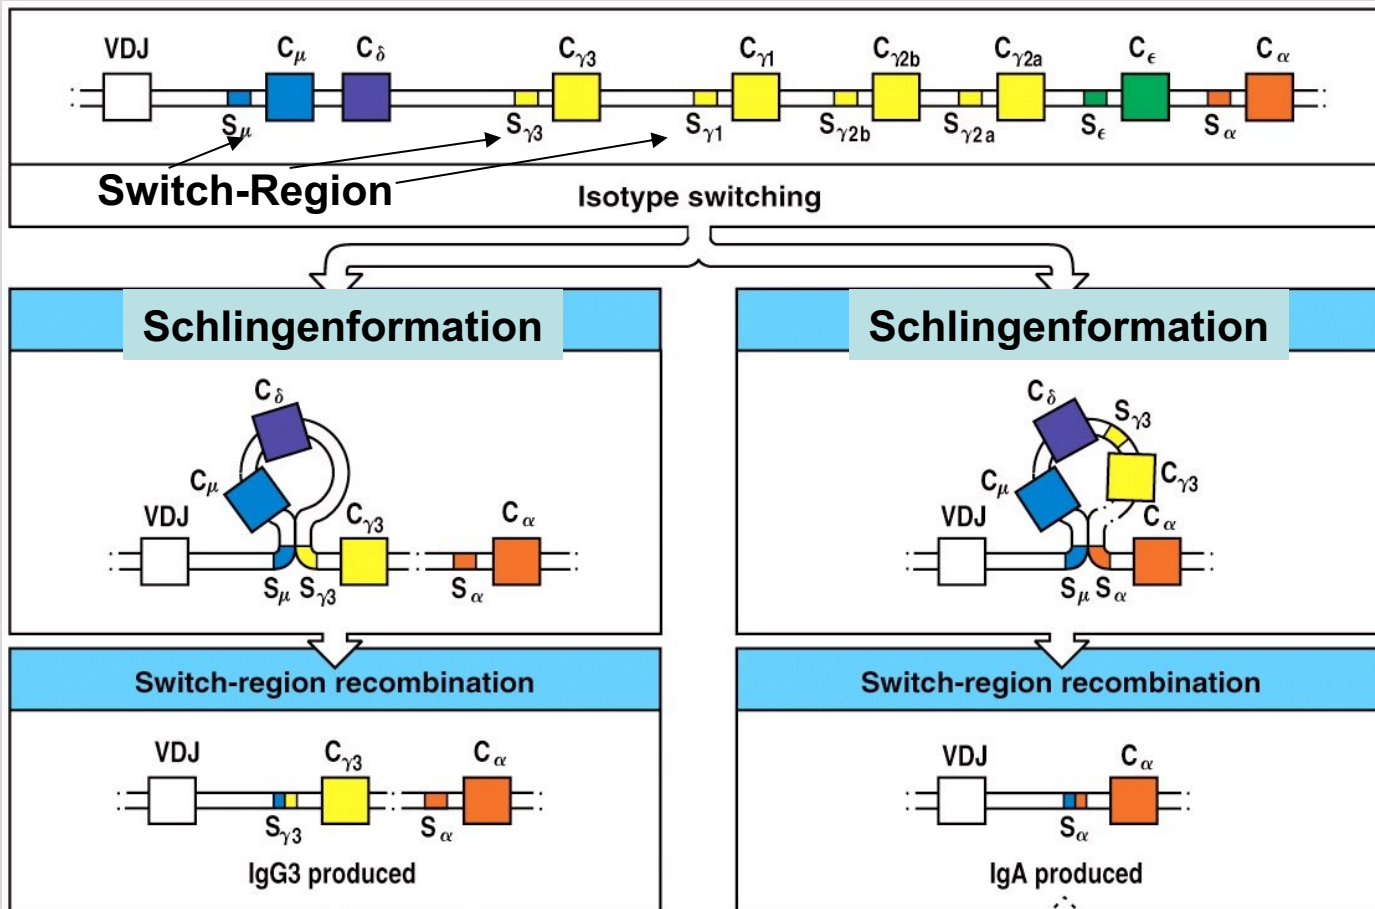 VDJ Cμ Cδ Cγ3 Cγ1 Cγ2b Cγ2a Cϵ Cα
Sμ Sγ3 Sγ1 Sγ2b Sγ2a Sϵ Sα
Switch-Region
Isotype switching
Schlingenformation
Cδ
Cμ
VDJ Cγ3 Cα
Sμ Sγ3 Sα
Switch-region recombination
VDJ Cγ3 Cα
Sγ3 Sα
IgG3 produced
Schlingenformation
Cδ Sγ3
Cμ Cγ3
VDJ Cα
Sμ Sα
Switch-region recombination
VDJ Cα
Sα
IgA produced